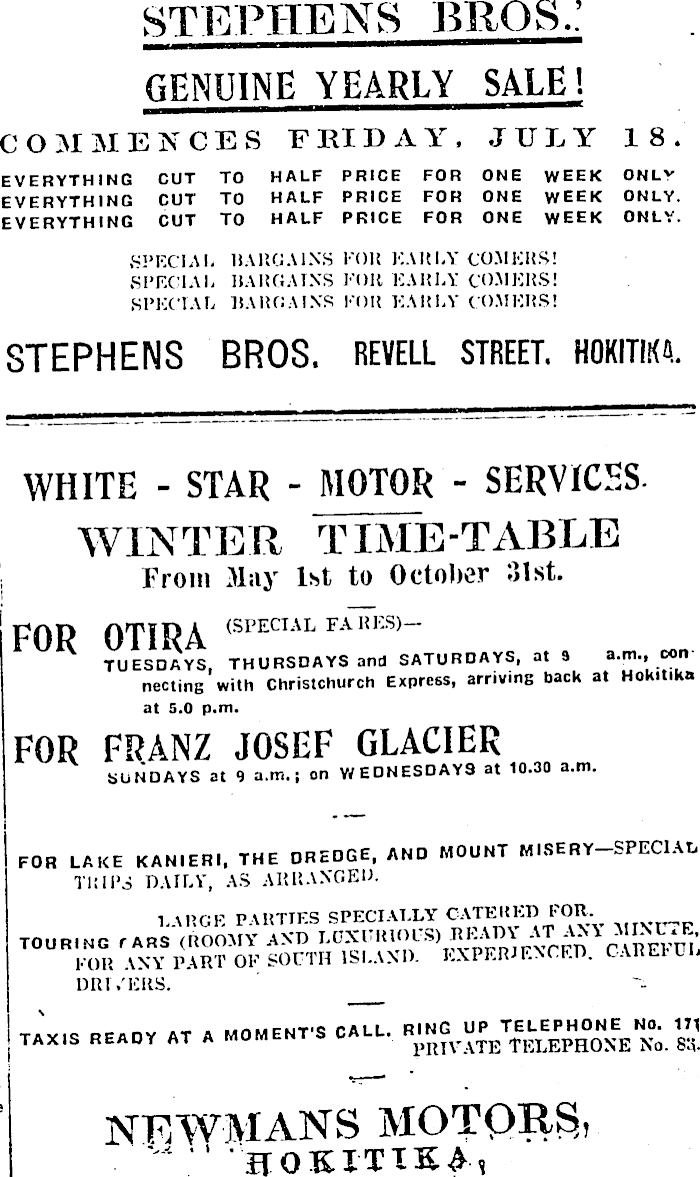 STEPHENS BROS.'
GENUINE YEARLY SALE!
COMMENCES FRIDAY, JULY 18.
EVERYTHING CUT TO HALF PRICE FOR ONE WEEK ONLY
EVERYTHING CUT TO HALF PRICE FOR ONE WEEK ONLY.
EVERYTHING CUT TO HALF PRICE FOR ONE WEEK ONLY.
SPECIAL BARGAINS FOR EARLY COMERS!
SPECIAL BARGAINS FOR EARLY COMERS!
SPECIAL BARGAINS FOR EARLY COMERS!
STEPHENS BROS. REVELL STREET. HOKITIKA.
WHITE - STAR - MOTOR - SERVICES.
WINTER TIME-TABLE
From May 1st to October 31st.
FOR OTIRA (SPECIAL FARES)—
TUESDAYS, THURSDAYS and SATURDAYS, at 9 a.m., con-
necting with Christchurch Express, arriving back at Hokitika
at 5.0 p.m.
FOR FRANZ JOSEF GLACIER
SUNDAYS at 9 a.m.; on WEDNESDAYS at 10.30 a.m.
FOR LAKE KANIERI, THE DREDGE, AND MOUNT MISERY—SPECIAL
TRIPS DAILY, AS ARRANGED.
LARGE PARTIES SPECIALLY CATERED FOR.
TOURING CARS (ROOMY AND LUXURIOUS) READY AT ANY MINUTE,
FOR ANY PART OF SOUTH ISLAND. EXPERIENCED. CAREFUL
DRIVERS.
TAXIS READY AT A MOMENT'S CALL. RING UP TELEPHONE No.
PRIVATE TELEPHONE No.
NEWMANS MOTORS,
HOKITIKA,